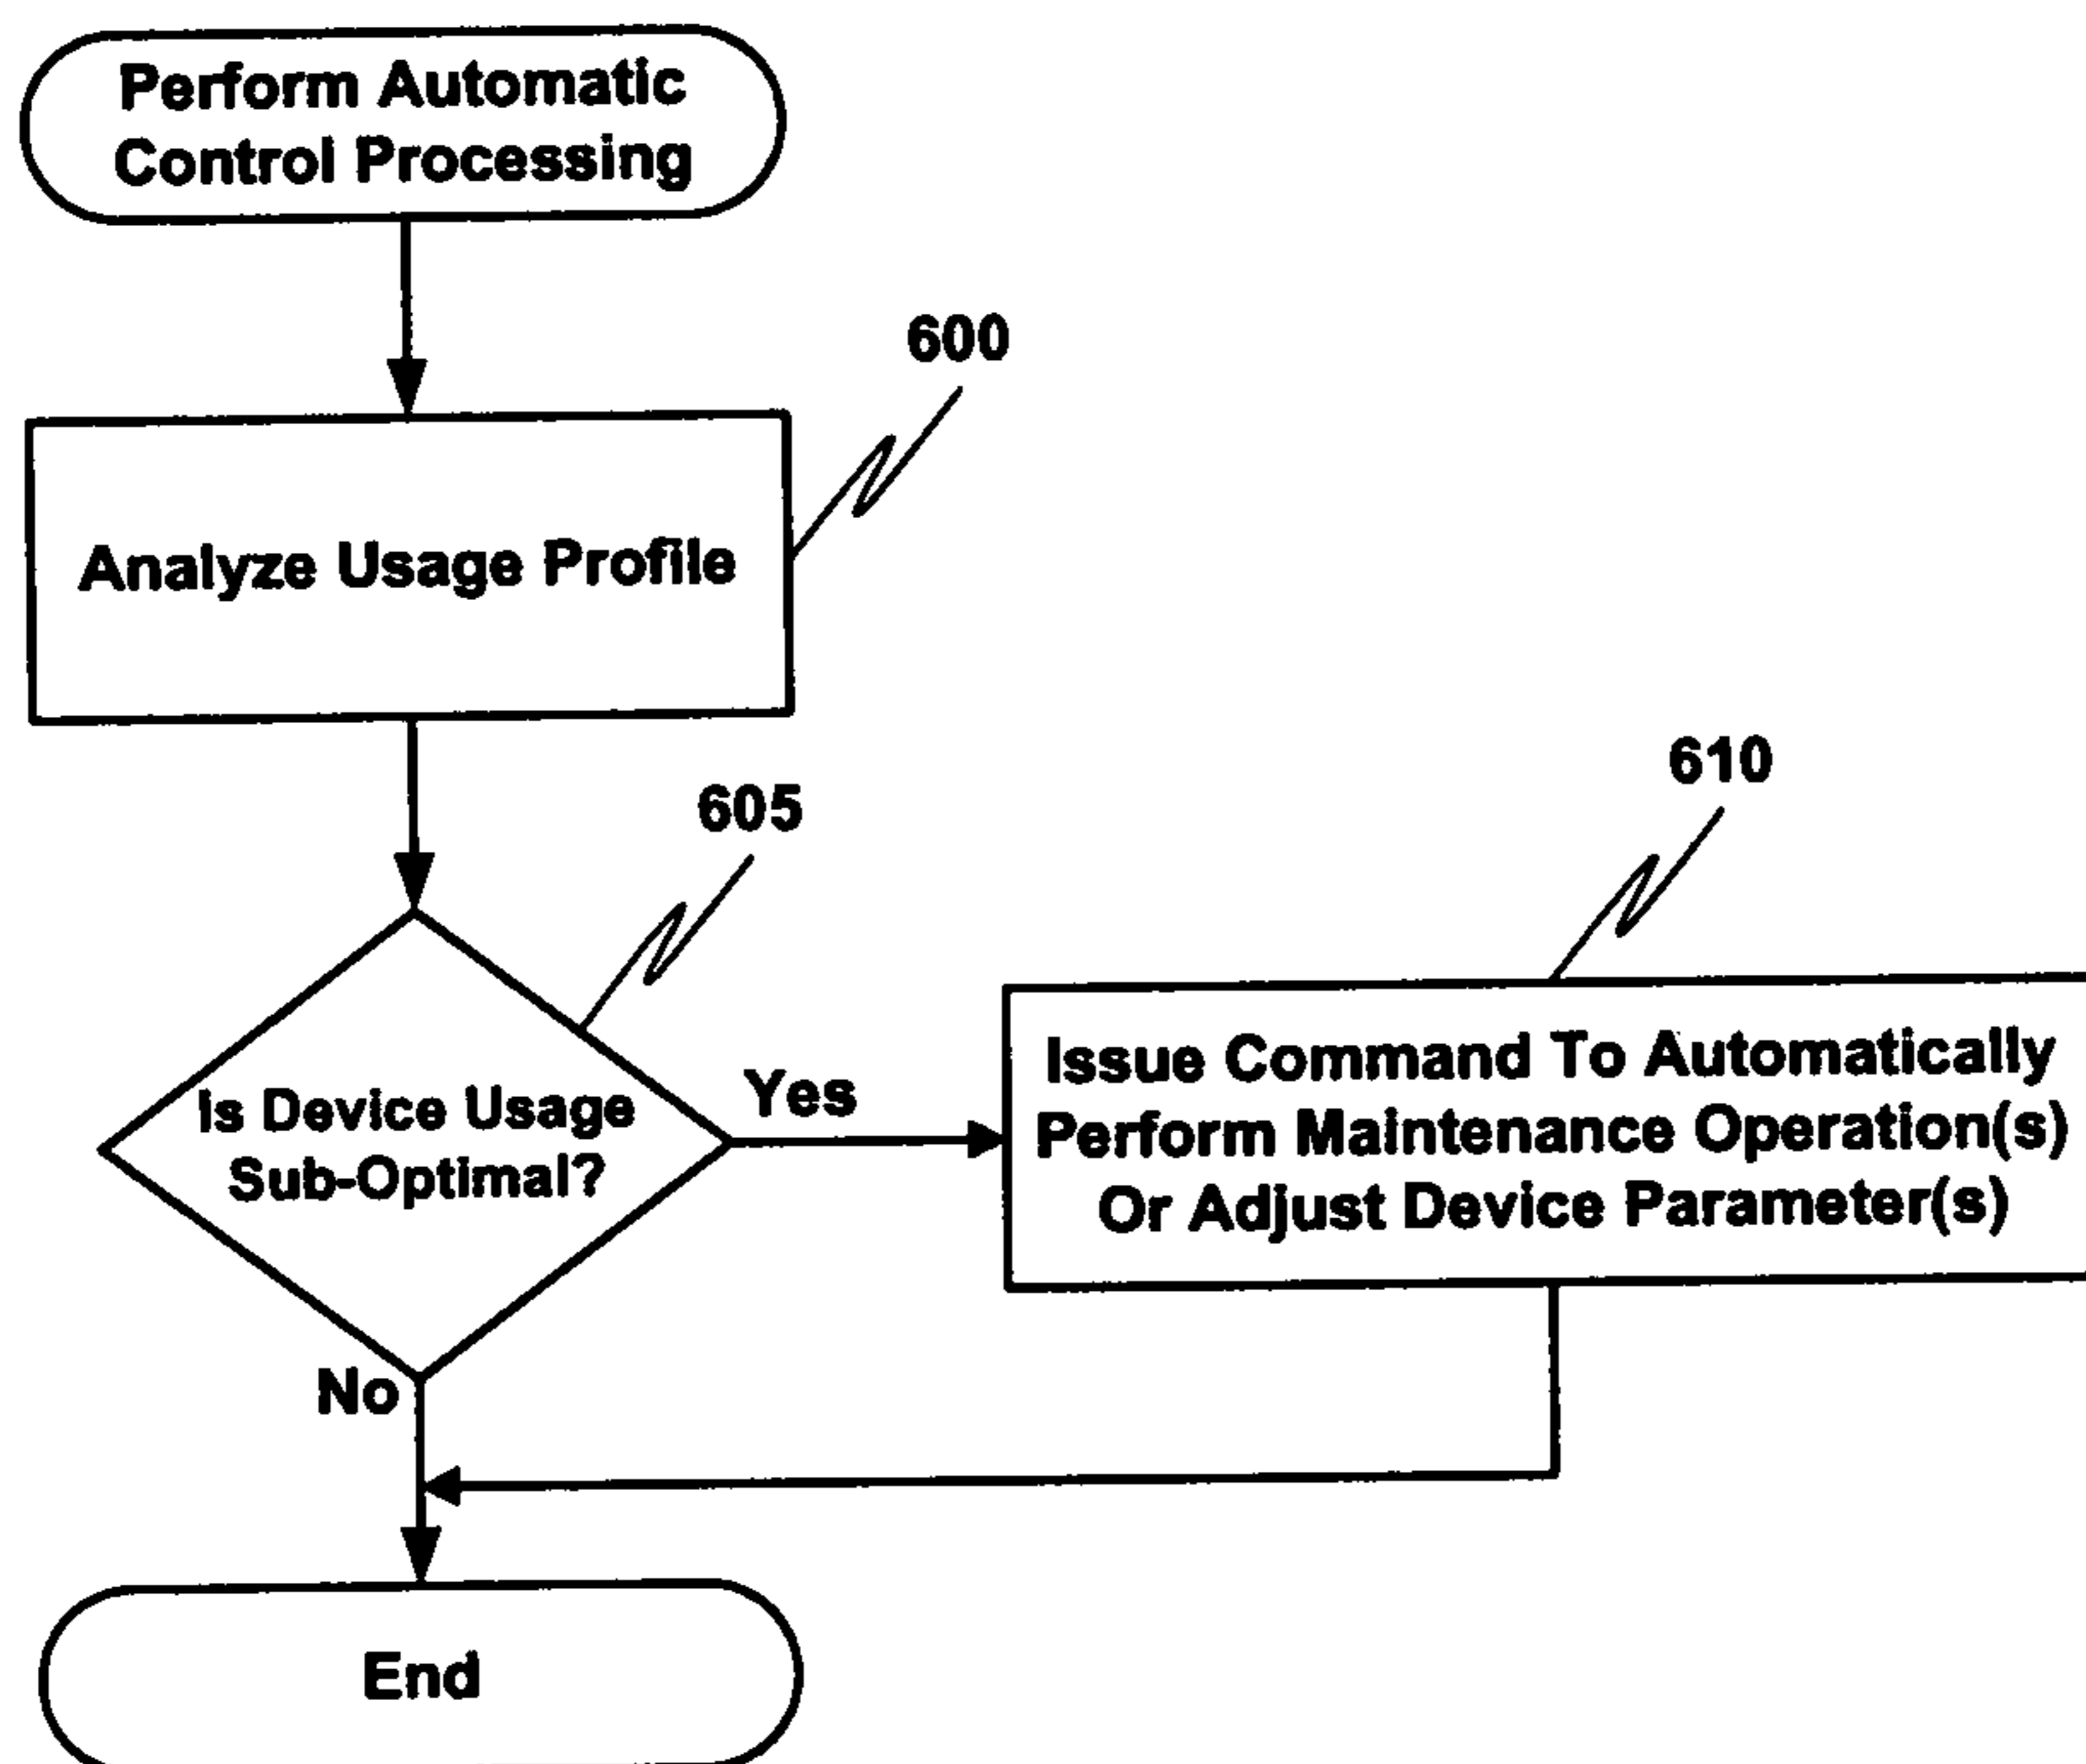 Perform Automatic
Control Processing
600
Analyze Usage Profile
605
610
Is Device Usage
Sub-Optimal?
Yes
Issue Command To Automatically
Perform Maintenance Operation(s)
Or Adjust Device Parameter(s)
No
End